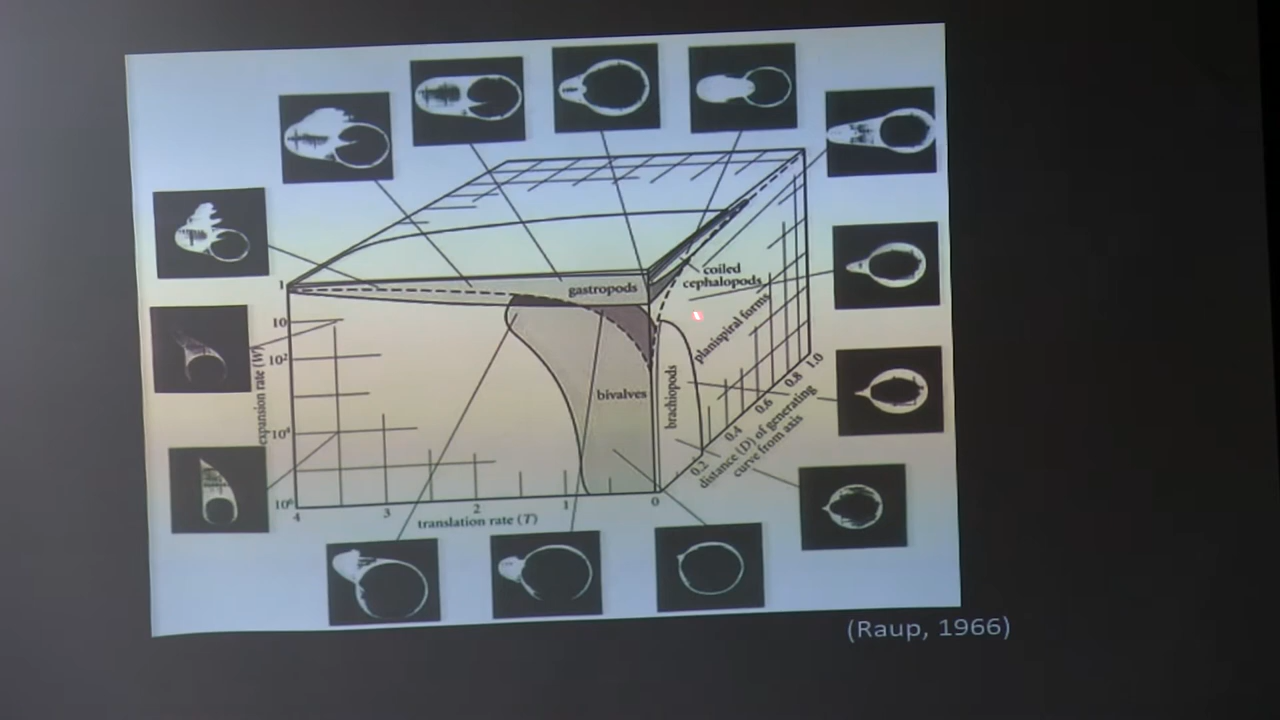 coiled
cephalopods
gastropods
planispiral forms
bivalves
brachiopods
expansion rate (W)
1
10
10²
10⁴
10⁶
4
3
2
1
0
translation rate (T)
0.2
0.4
0.6
0.8
1.0
distance (D) of generating
curve from axis
(Raup, 1966)